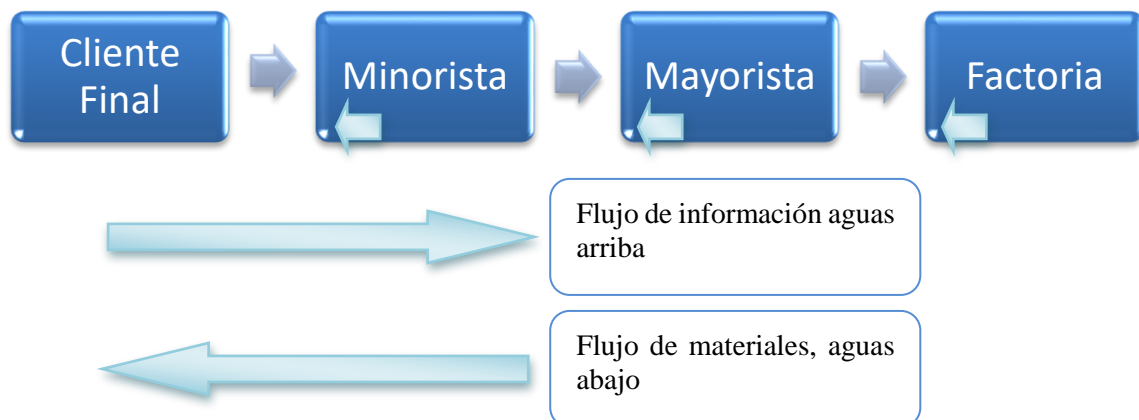 Cliente
Final
Minorista
Mayorista
Factoria
Flujo de información aguas
arriba
Flujo de materiales, aguas
abajo